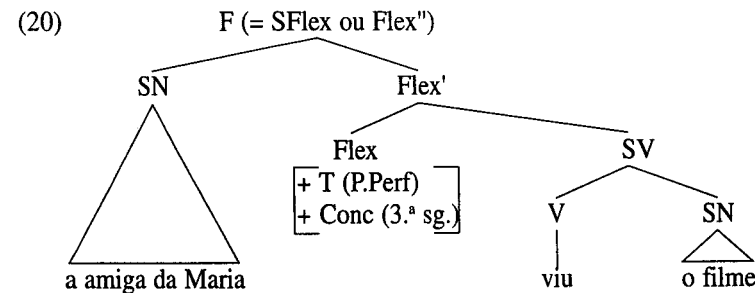 (20) F (= SFlex ou Flex")
SN Flex'
Flex SV
+ T (P.Perf)
+ Conc (3.ª sg.) V SN
a amiga da Maria viu o filme